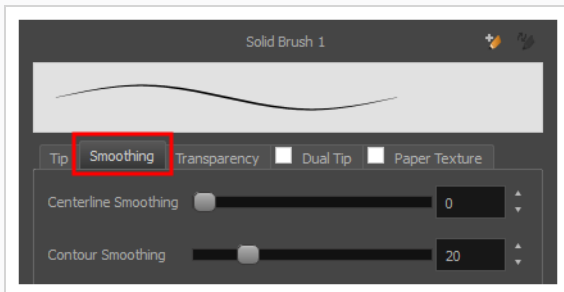 Solid Brush 1
Tip Smoothing Transparency Dual Tip Paper Texture
Centerline Smoothing 0
Contour Smoothing 20